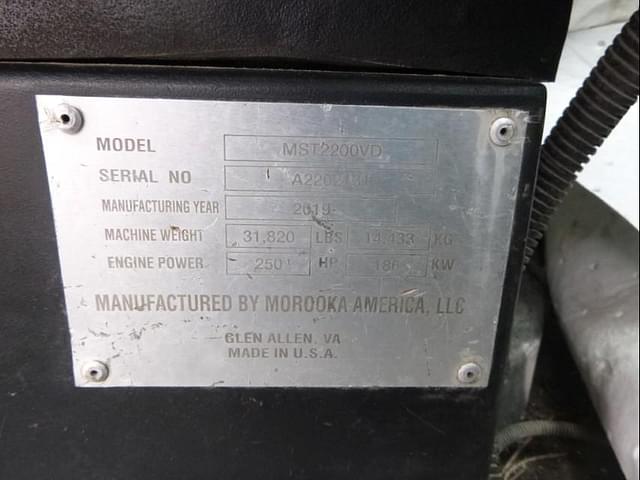 MODEL MST2200VD
SERIAL NO
MANUFACTURING YEAR 2019
MACHINE WEIGHT 31,820 LBS 14,433 KG
ENGINE POWER 250 HP 186 KW
MANUFACTURED BY MOROOKA AMERICA, LLC
GLEN ALLEN, VA
MADE IN U.S.A.